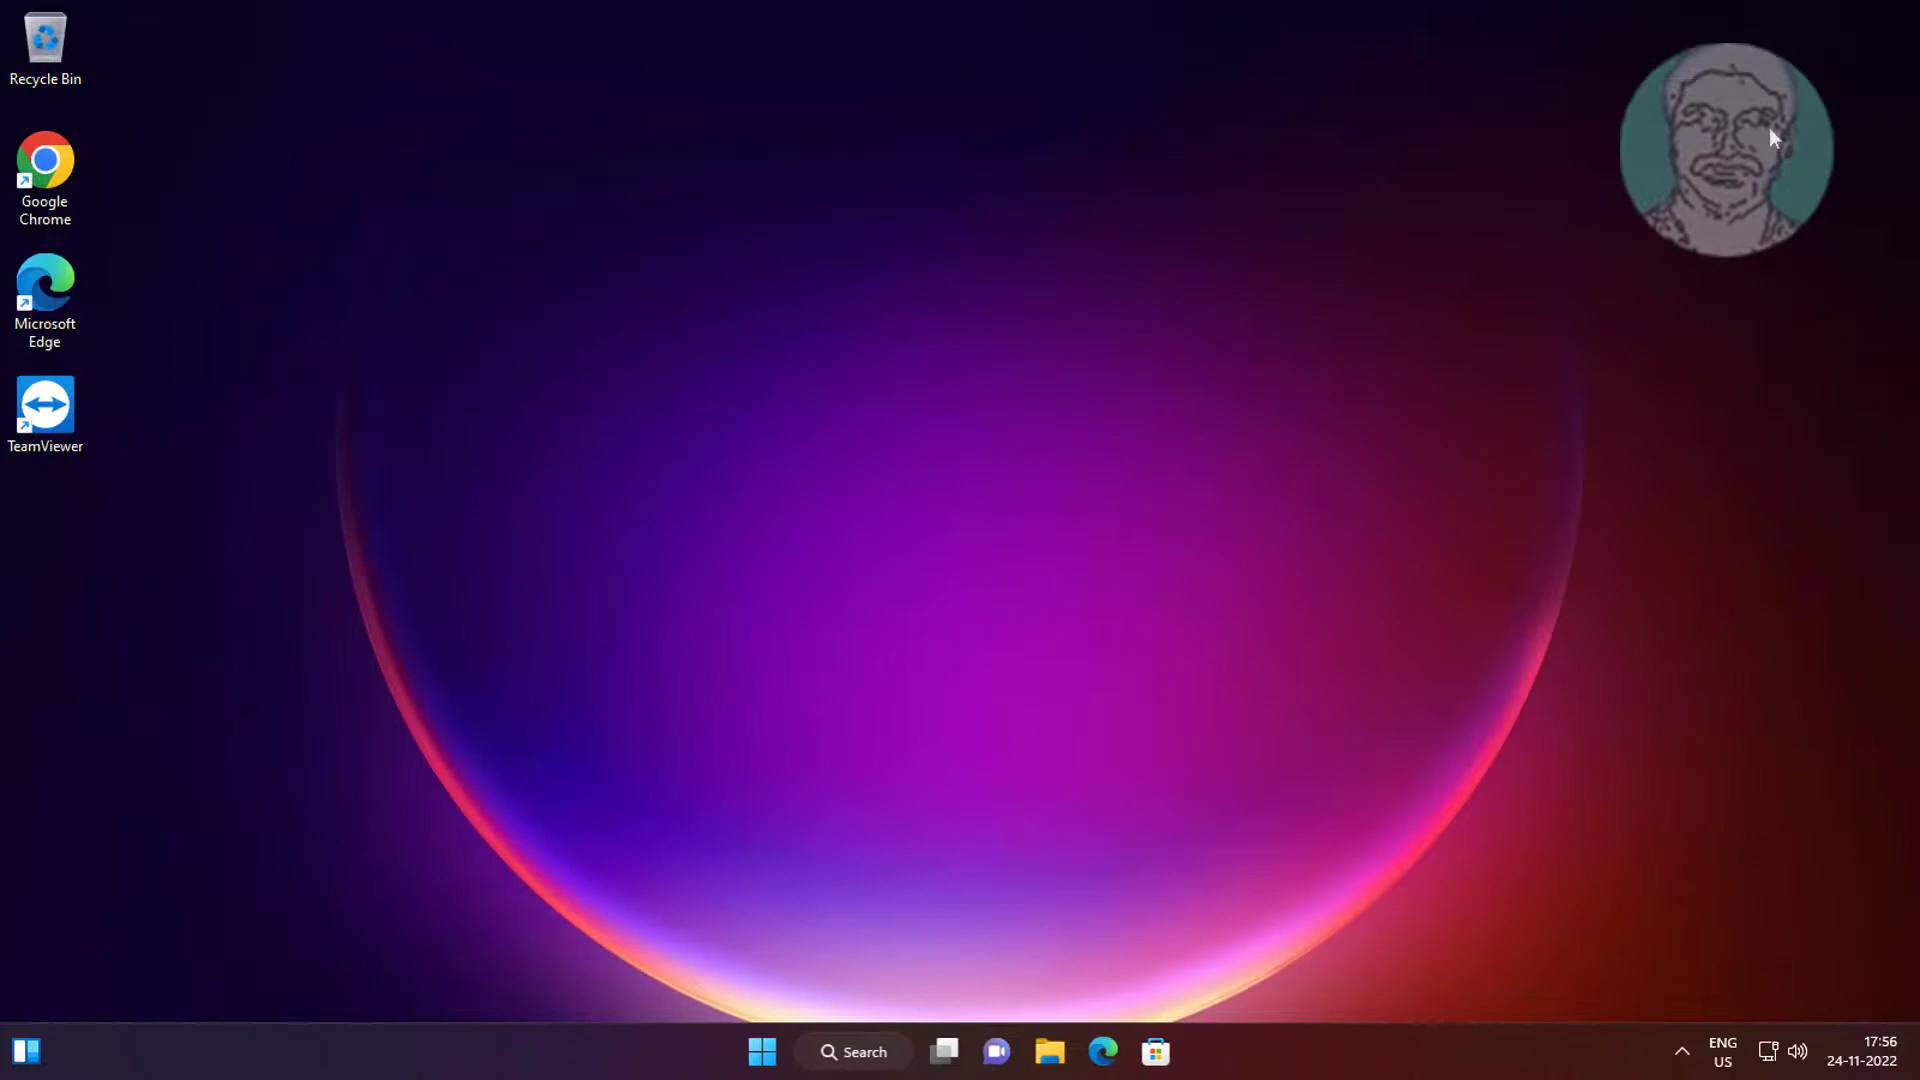 Recycle Bin
Google
Chrome
Microsoft
Edge
TeamViewer
Search
ENG
US
17:56
24-11-2022